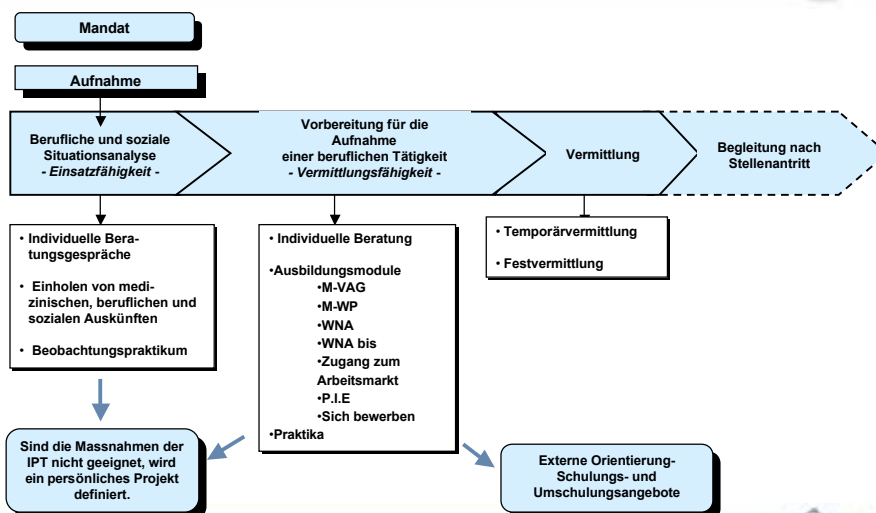 Mandat
Aufnahme
Berufliche und soziale
Situationsanalyse
- Einsatzfähigkeit -
Vorbereitung für die
Aufnahme
einer beruflichen Tätigkeit
- Vermittlungsfähigkeit -
Vermittlung
Begleitung nach
Stellenantritt
• Individuelle Bera-
tungsgespräche
• Einholen von medi-
zinischen, beruflichen und
sozialen Auskünften
• Beobachtungspraktikum
• Individuelle Beratung
•Ausbildungsmodule
•M-VAG
•M-WP
•WNA
•WNA bis
•Zugang zum
Arbeitsmarkt
•P.I.E
•Sich bewerben
•Praktika
• Temporärvermittlung
• Festvermittlung
Sind die Massnahmen der
IPT nicht geeignet, wird
ein persönliches Projekt
definiert.
Externe Orientierung-
Schulungs- und
Umschulungsangebote